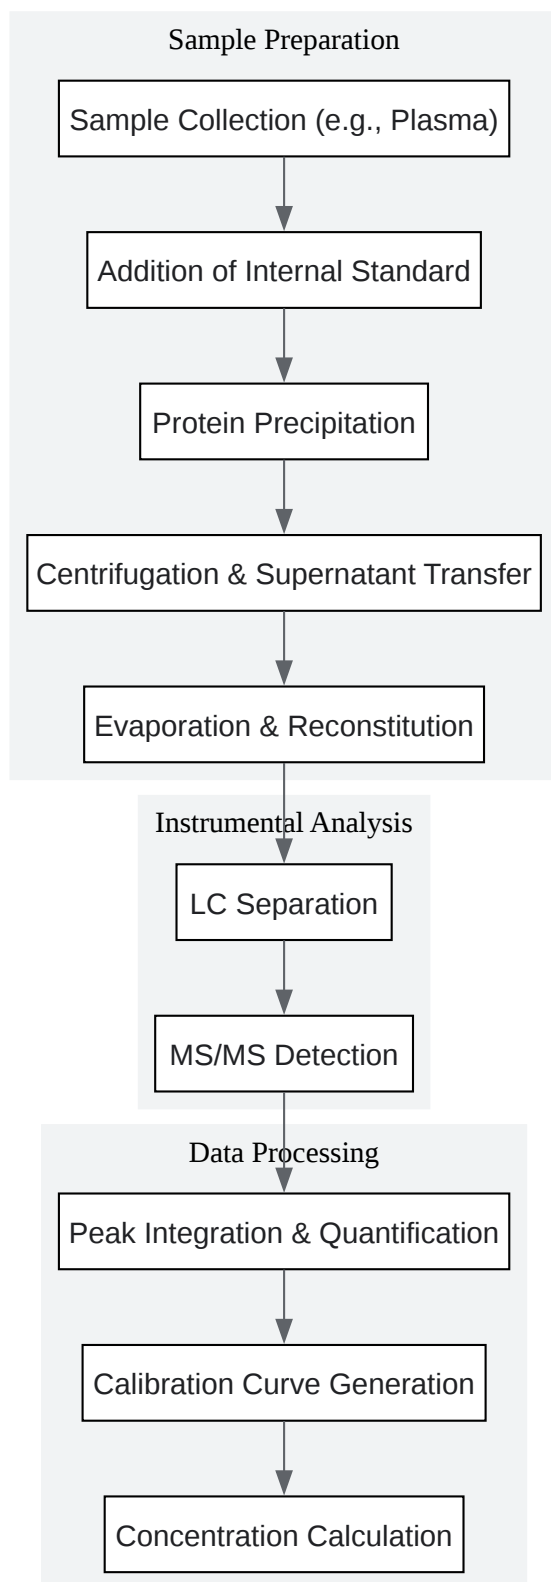 Sample Preparation
Sample Collection (e.g., Plasma)
Addition of Internal Standard
Protein Precipitation
Centrifugation & Supernatant Transfer
Evaporation & Reconstitution
Instrumental Analysis
LC Separation
MS/MS Detection
Data Processing
Peak Integration & Quantification
Calibration Curve Generation
Concentration Calculation